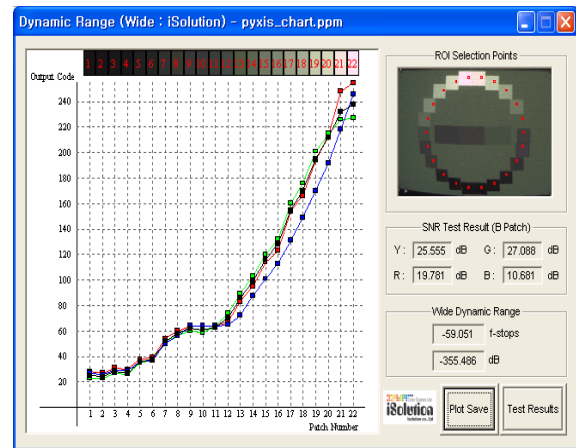 Dynamic Range (Wide : iSolution) - pyxis_chart.ppm
1 2 3 4 5 6 7 8 9 10 11 12 13 14 15 16 17 18 19 20 21 22
Output Code
240
220
200
180
160
140
120
100
80
60
40
20
1 2 3 4 5 6 7 8 9 10 11 12 13 14 15 16 17 18 19 20 21 22
Patch Number
ROI Selection Points
SNR Test Result (B Patch)
Y : 25.555 dB G : 27.088 dB
R : 19.781 dB B : 10.681 dB
Wide Dynamic Range
-59.051 f-stops
-355.486 dB
iSolution
Plot Save
Test Results